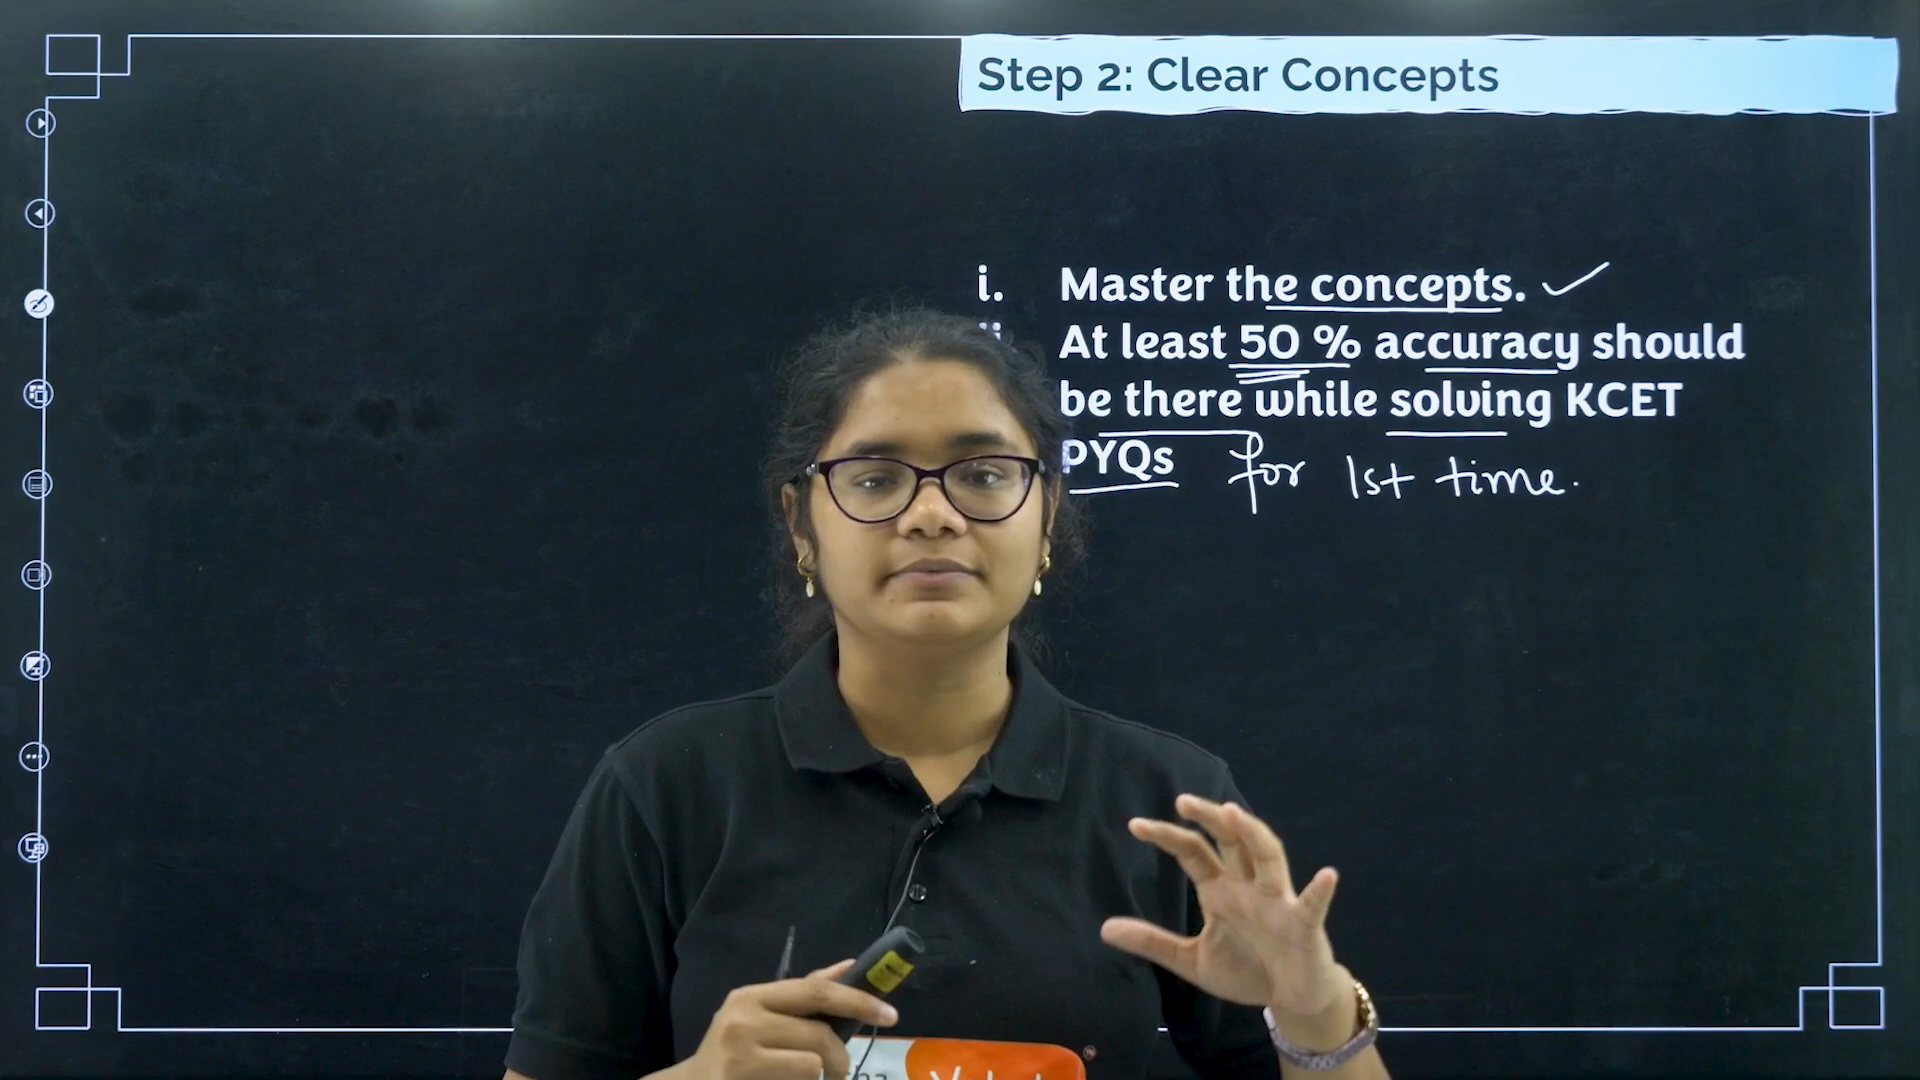 Step 2: Clear Concepts
i. Master the concepts.
At least 50 % accuracy should
be there while solving KCET
PYQs for 1st time.